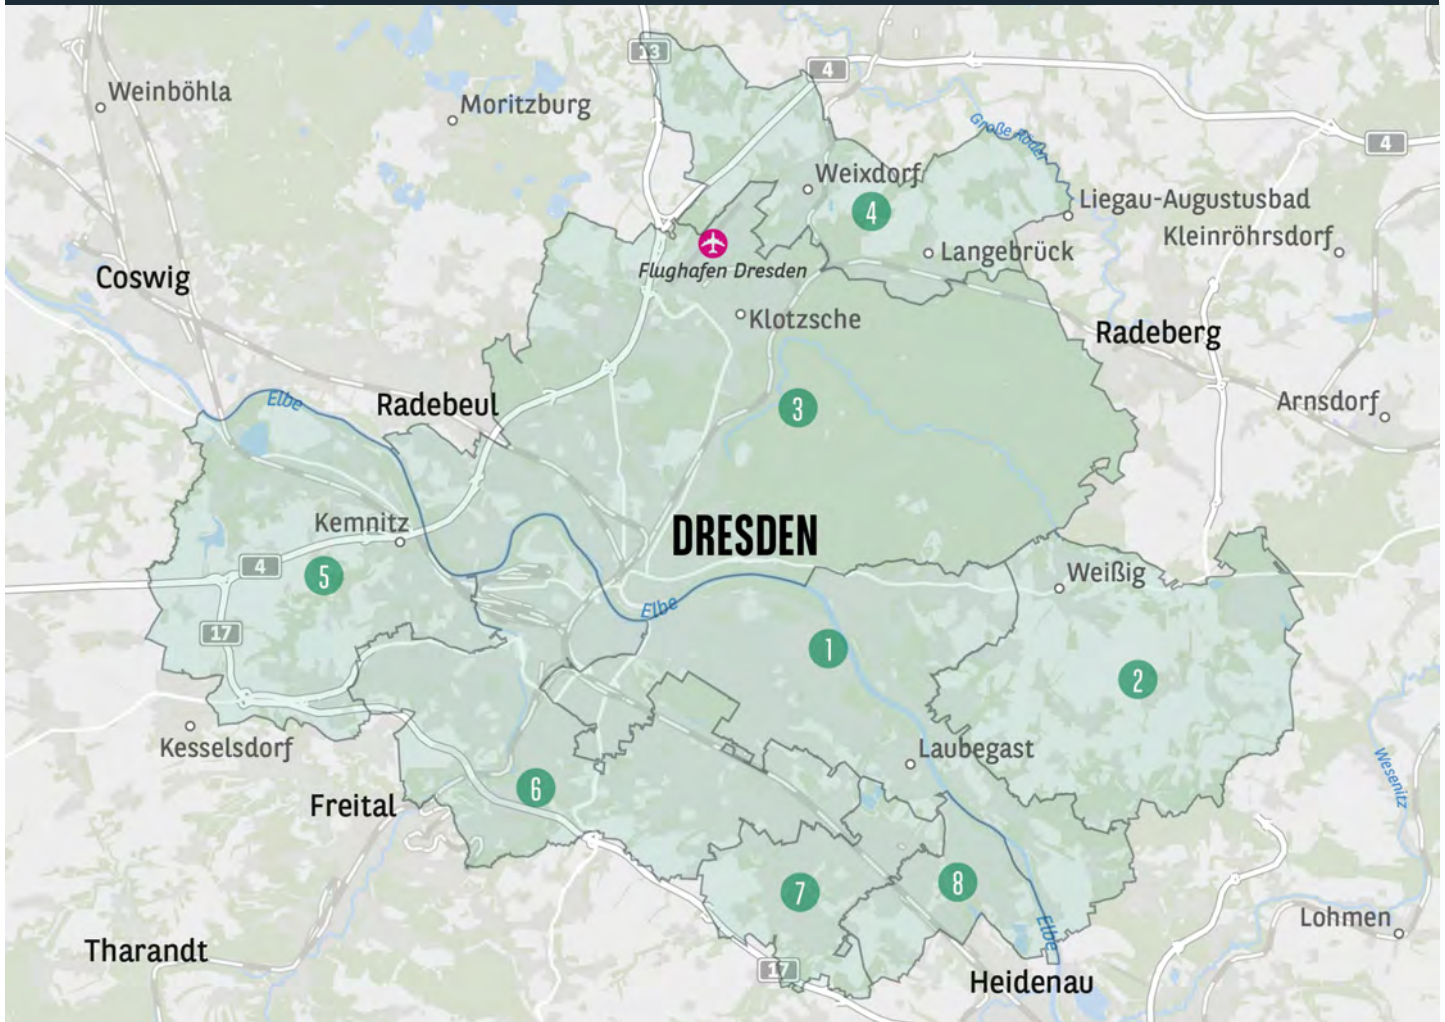 13
4
Weinböhla
Moritzburg
Große Röder
4
Weixdorf
4
Liegau-Augustusbad
Kleinröhrsdorf
Langebrück
Flughafen Dresden
Coswig
Klotzsche
Radeberg
Elbe
Radebeul
3
Arnsdorf
Kemnitz
DRESDEN
4
5
Weißig
Elbe
17
1
2
Kesselsdorf
Laubegast
Wesenitz
6
Freital
7
8
Elbe
Lohmen
Tharandt
17
Heidenau